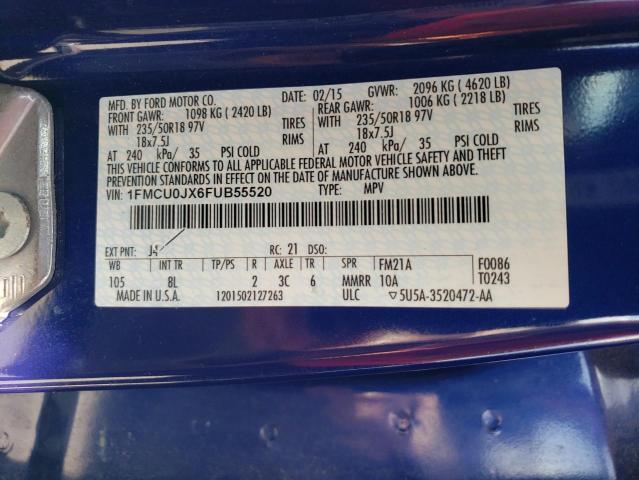 MFD. BY FORD MOTOR CO. DATE: 02/15 GVWR: 2096 KG ( 4620 LB)
FRONT GAWR: 1098 KG ( 2420 LB) REAR GAWR: 1006 KG ( 2218 LB)
WITH 235/50R18 97V TIRES WITH 235/50R18 97V TIRES
18x7.5J RIMS 18x7.5J RIMS
AT 240 kPa/ 35 PSI COLD AT 240 kPa/ 35 PSI COLD
THIS VEHICLE CONFORMS TO ALL APPLICABLE FEDERAL MOTOR VEHICLE SAFETY AND THEFT
PREVENTION STANDARDS IN EFFECT ON THE DATE OF MANUFACTURE SHOWN ABOVE.
VIN: 1FMCU0JX6FUB55520 TYPE: MPV
EXT PNT: J4 RC: 21 DSO:
WB INT TR R AXLE TR SPR FM21A F0086
105 8L 2 3C 6 MMRR 10A T0243
MADE IN U.S.A. 1201502127263 ULC ▽5U5A-3520472-AA